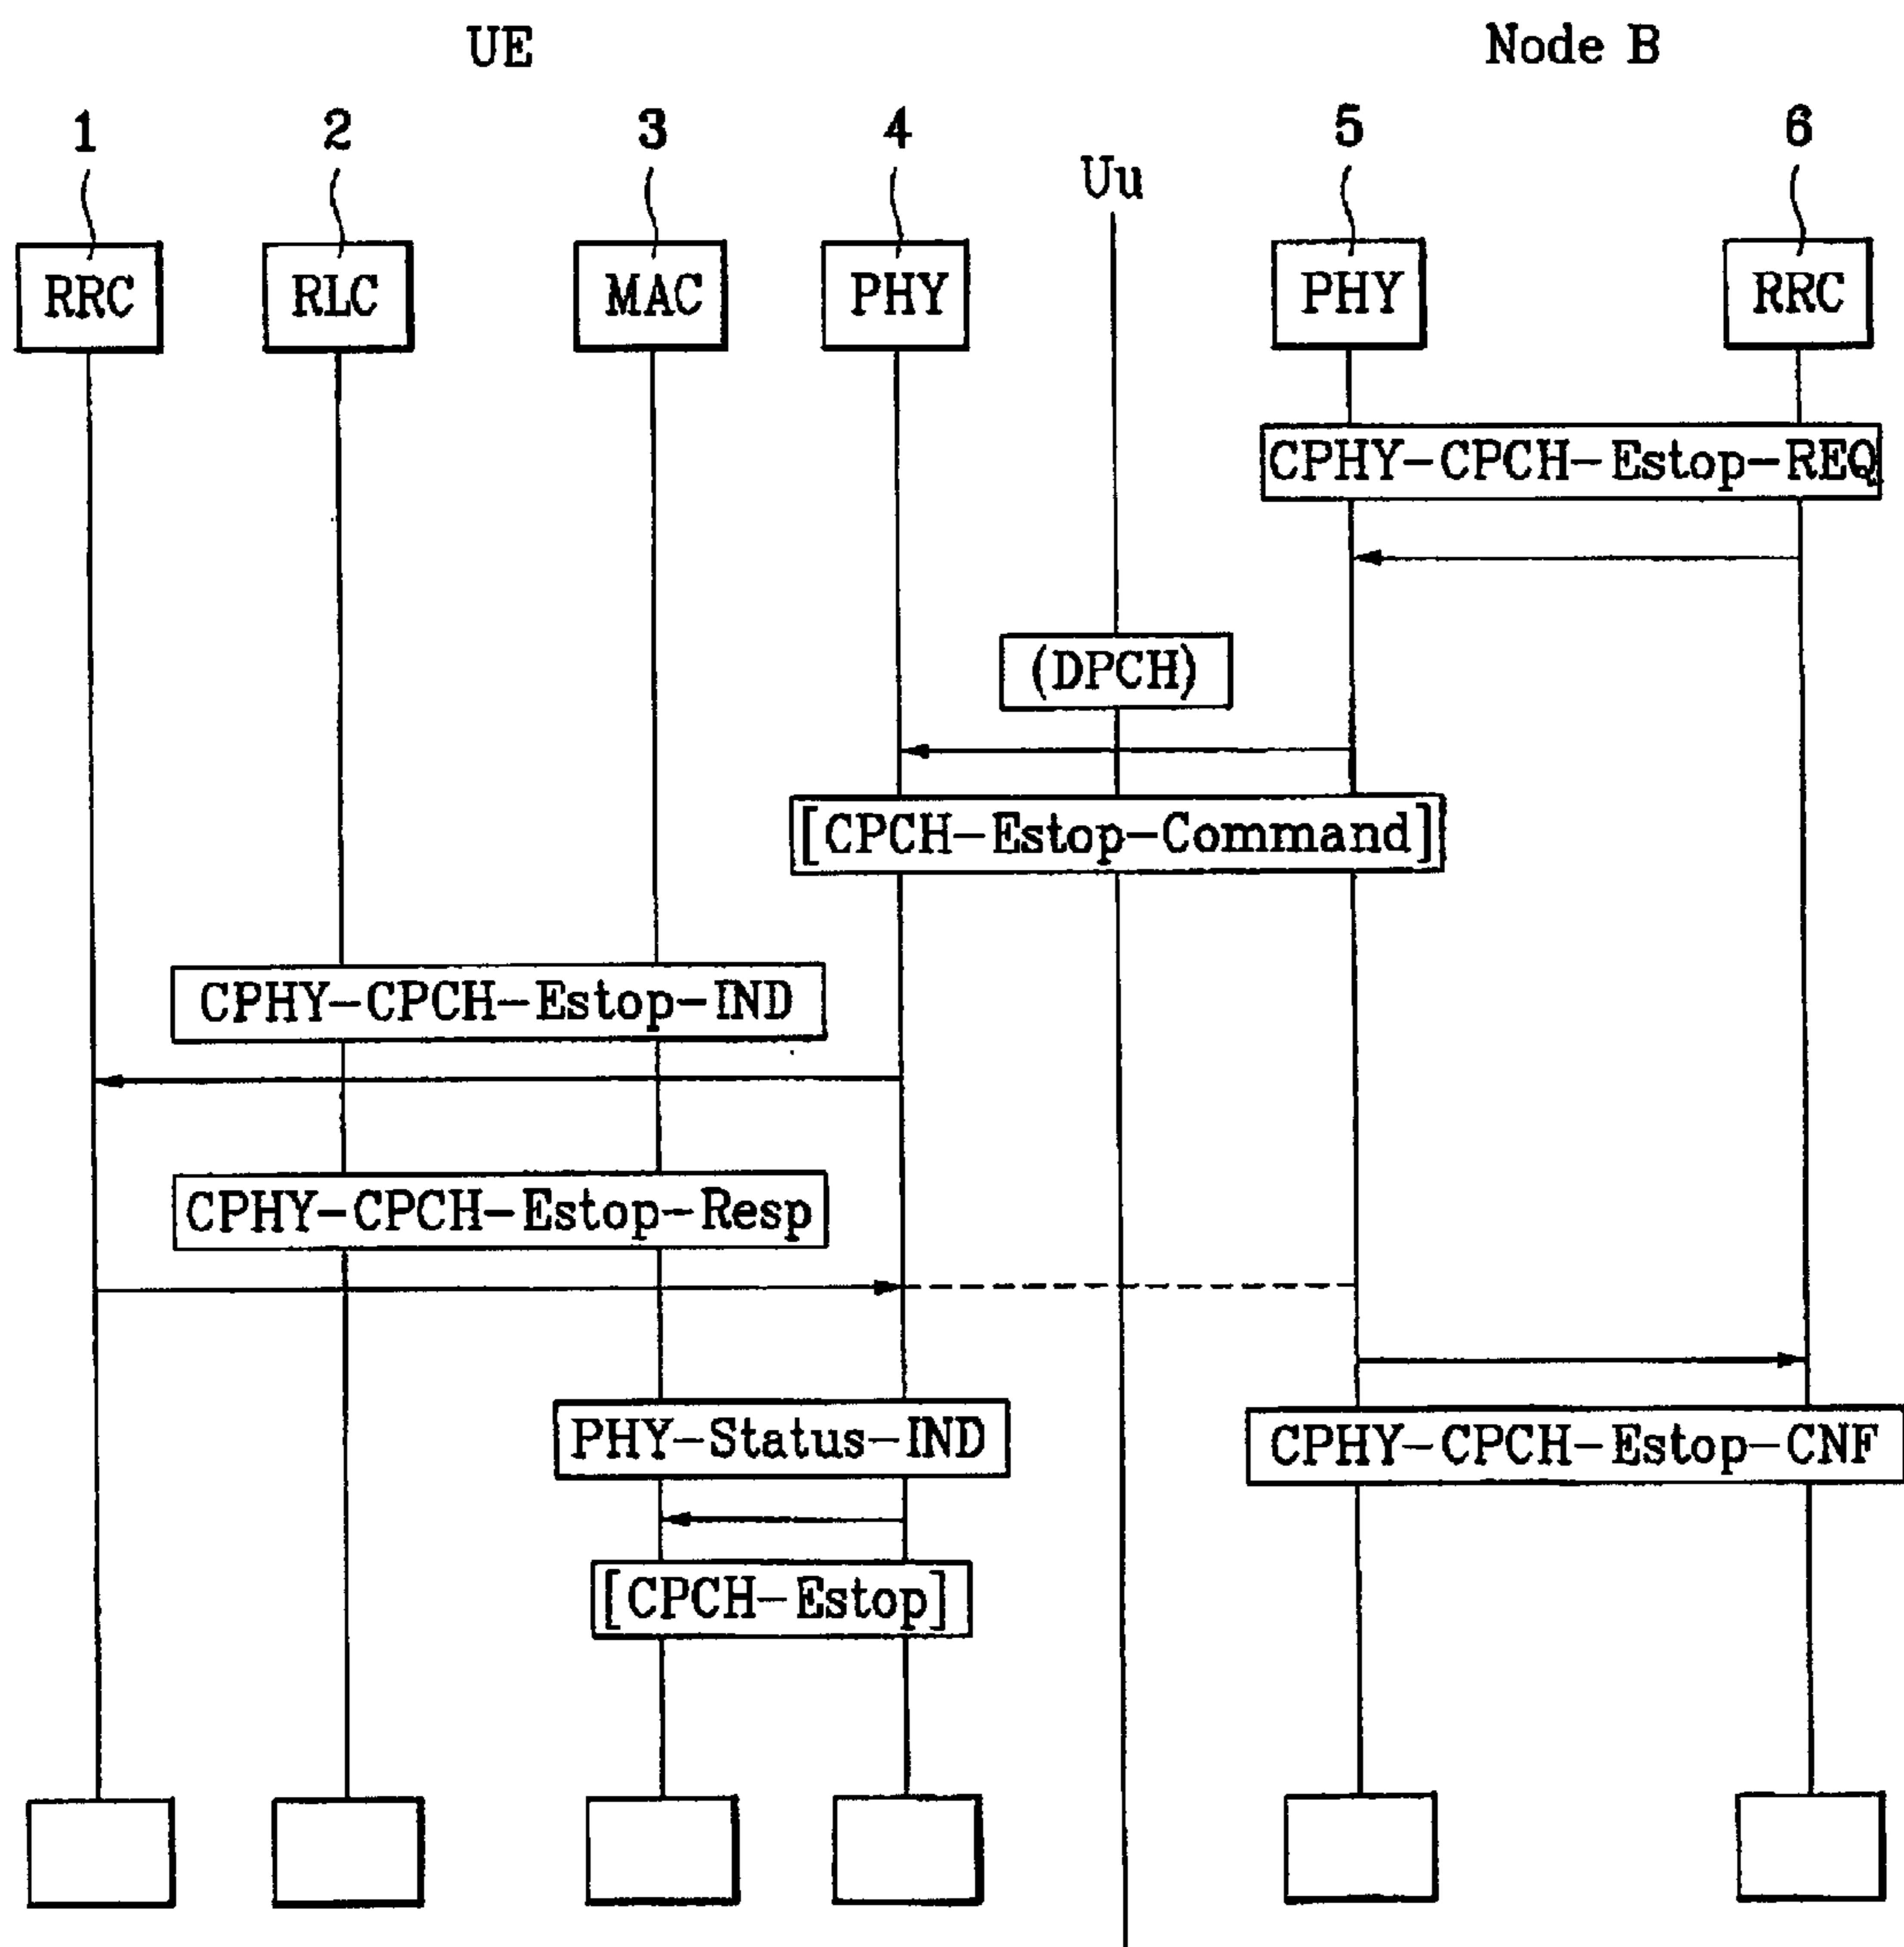 UE Node B
1 2 3 4 Uu 5 6
RRC RLC MAC PHY PHY RRC
CPHY-CPCH-Estop-REQ
(DPCH)
[CPCH-Estop-Command]
CPHY-CPCH-Estop-IND
CPHY-CPCH-Estop-Resp
PHY-Status-IND CPHY-CPCH-Estop-CNF
[CPCH-Estop]